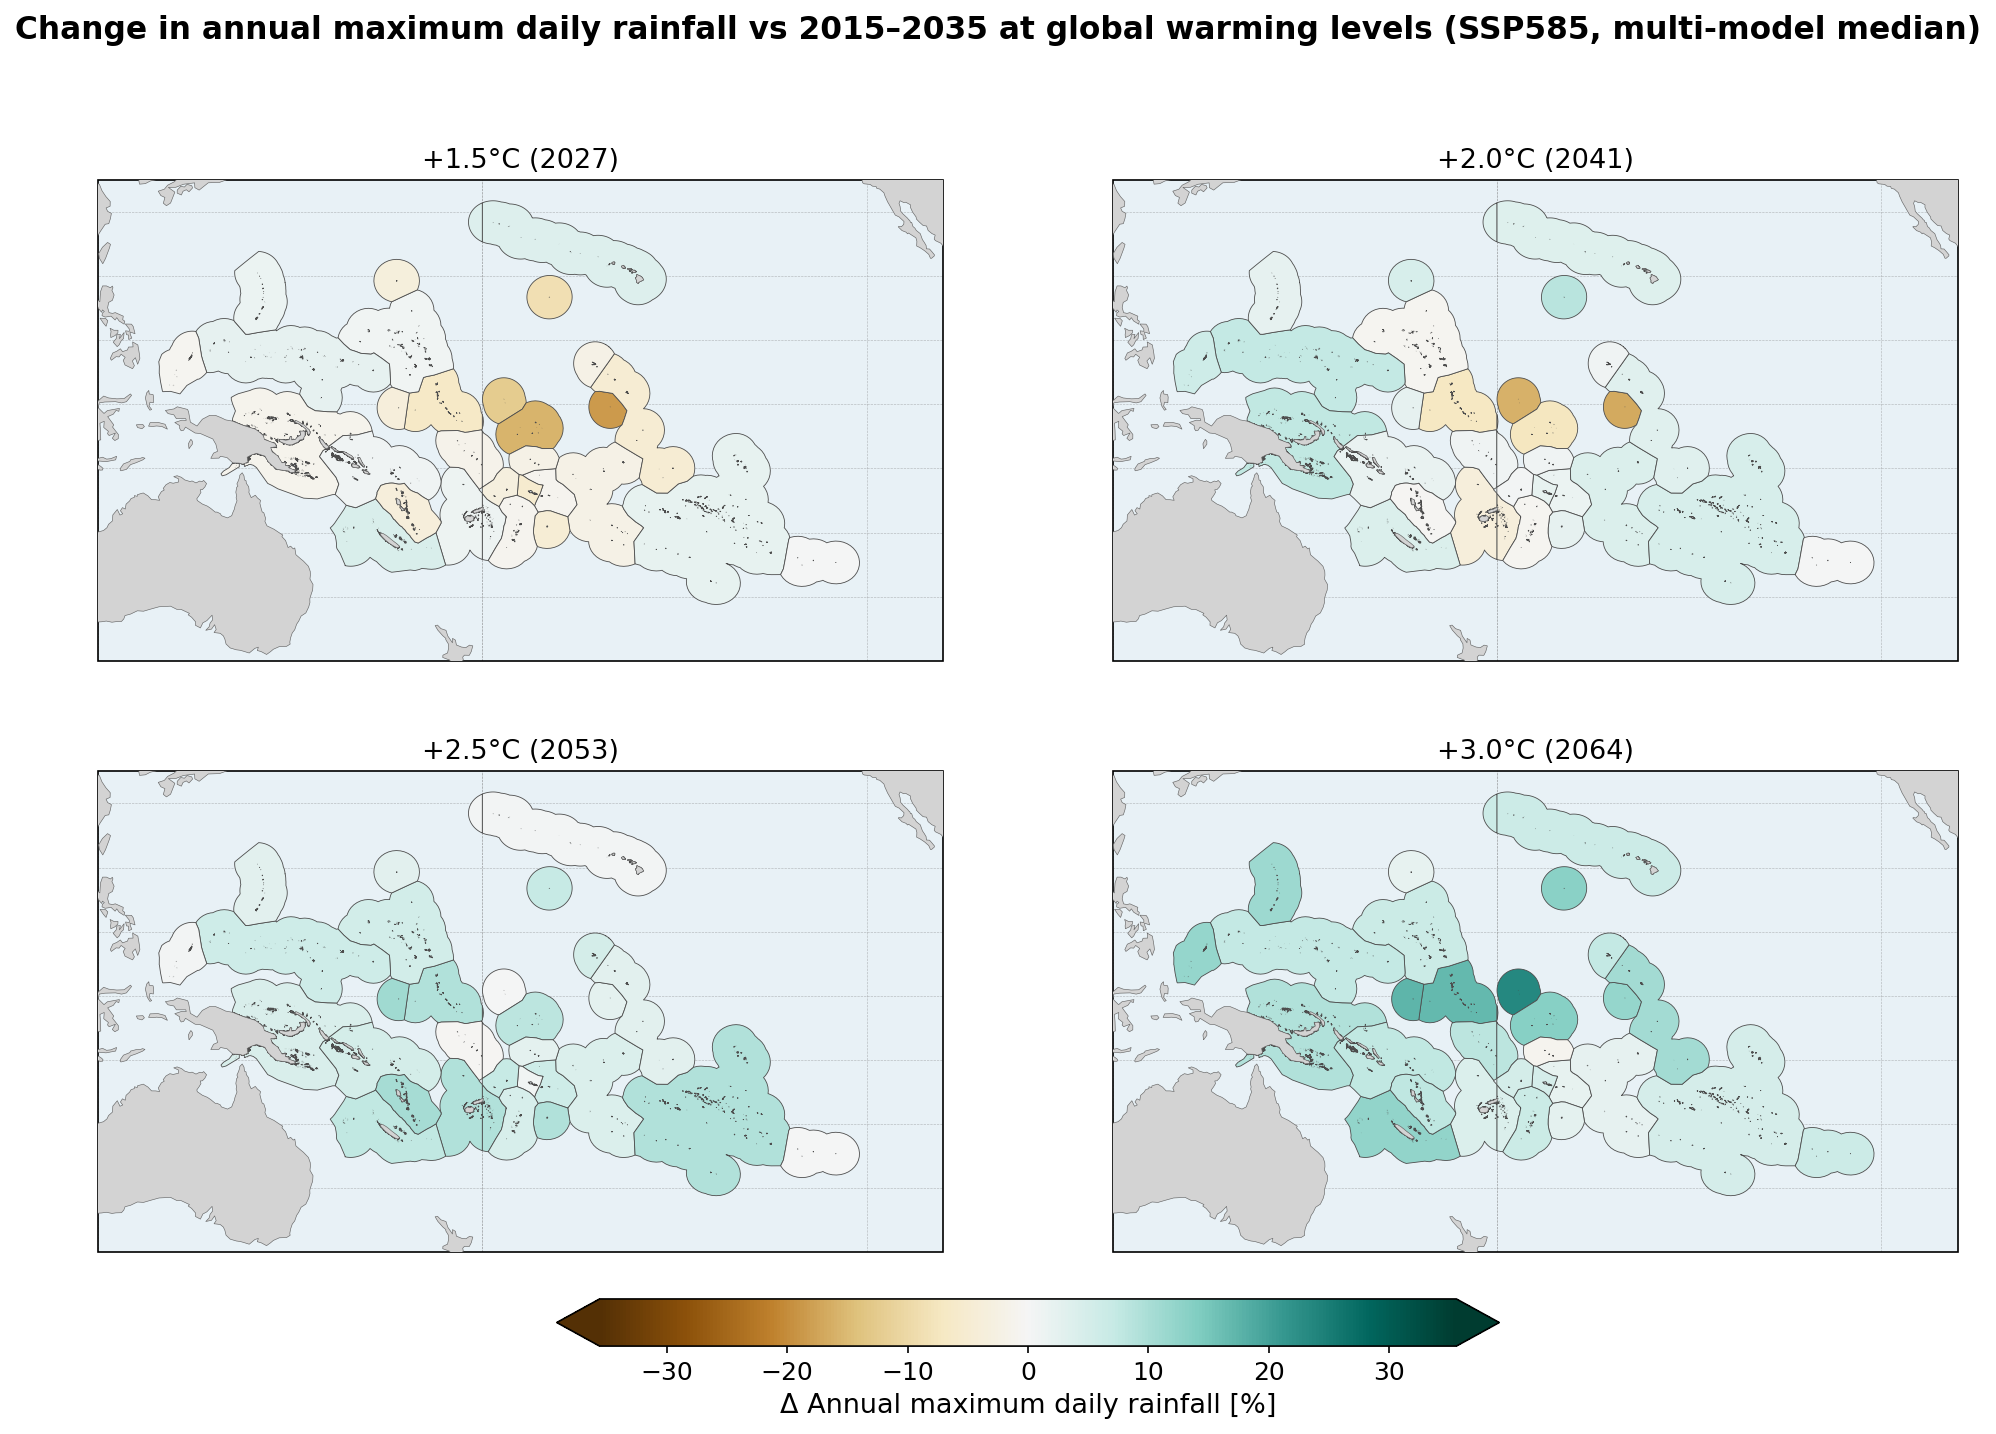 Change in annual maximum daily rainfall vs 2015–2035 at global warming levels (SSP585, multi-model median)
+1.5°C (2027)
+2.0°C (2041)
+2.5°C (2053)
+3.0°C (2064)
−30 −20 −10 0 10 20 30
Δ Annual maximum daily rainfall [%]